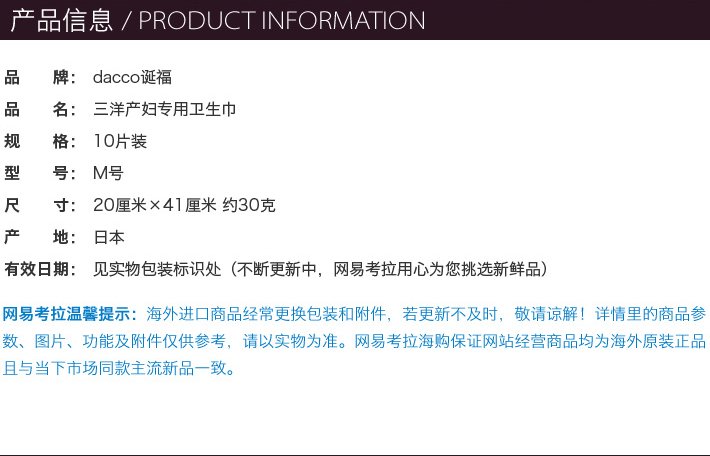 产品信息 / PRODUCT INFORMATION
品 牌： dacco诞福
品 名： 三洋产妇专用卫生巾
规 格： 10片装
型 号： M号
尺 寸： 20厘米×41厘米 约30克
产 地： 日本
有效日期： 见实物包装标识处（不断更新中，网易考拉用心为您挑选新鲜品）
网易考拉温馨提示：海外进口商品经常更换包装和附件，若更新不及时，敬请谅解！详情里的商品参
数、图片、功能及附件仅供参考，请以实物为准。网易考拉海购保证网站经营商品均为海外原装正品
且与当下市场同款主流新品一致。